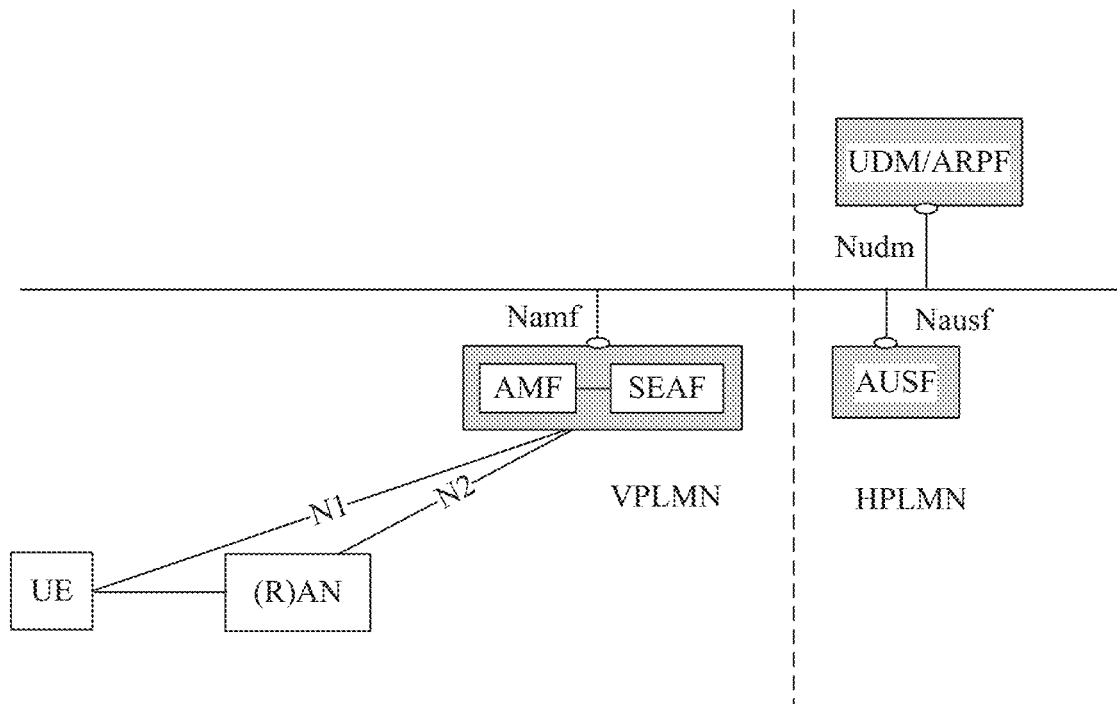 UDM/ARPF
Nudm
Namf
Nausf
AMF
SEAF
AUSF
N1
N2
VPLMN
HPLMN
UE
(R)AN